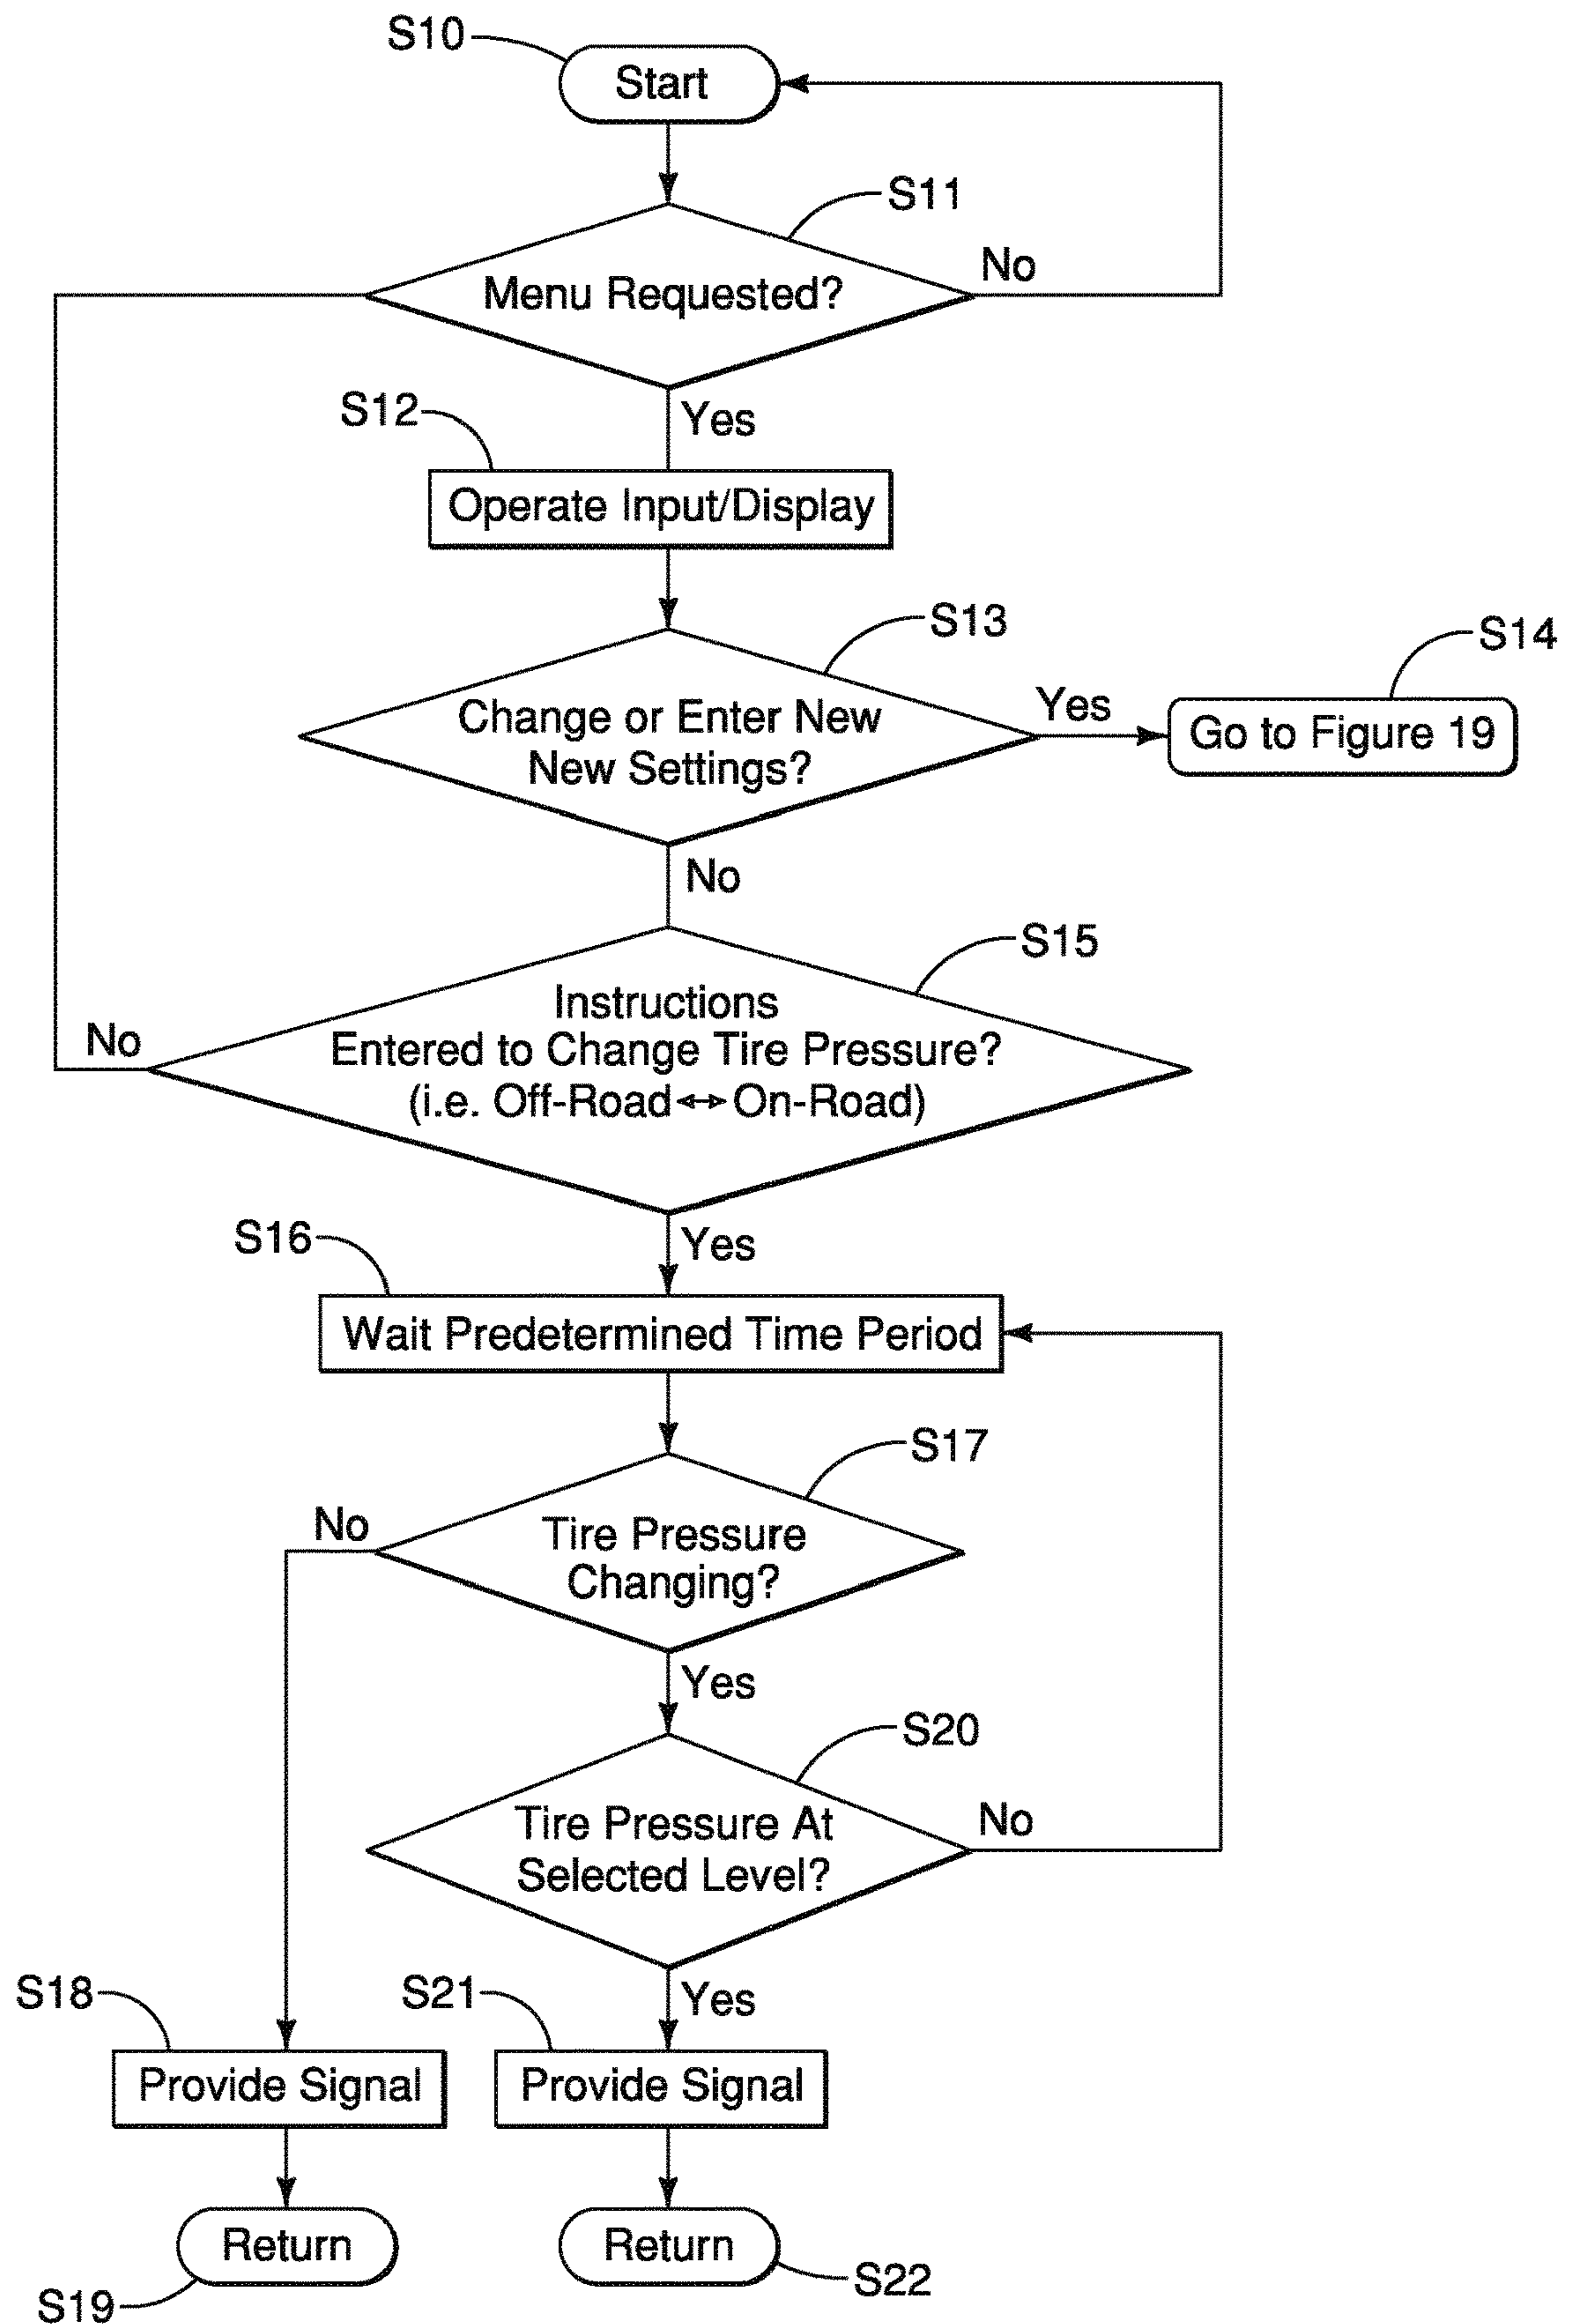 S10
Start
S11
Menu Requested?
No
Yes
S12
Operate Input/Display
S13
Change or Enter New
New Settings?
Yes
S14
Go to Figure 19
No
S15
Instructions
Entered to Change Tire Pressure?
(i.e. Off-Road↔On-Road)
No
Yes
S16
Wait Predetermined Time Period
S17
Tire Pressure
Changing?
No
Yes
S20
Tire Pressure At
Selected Level?
No
Yes
S18
Provide Signal
S21
Provide Signal
Return
S19
Return
S22